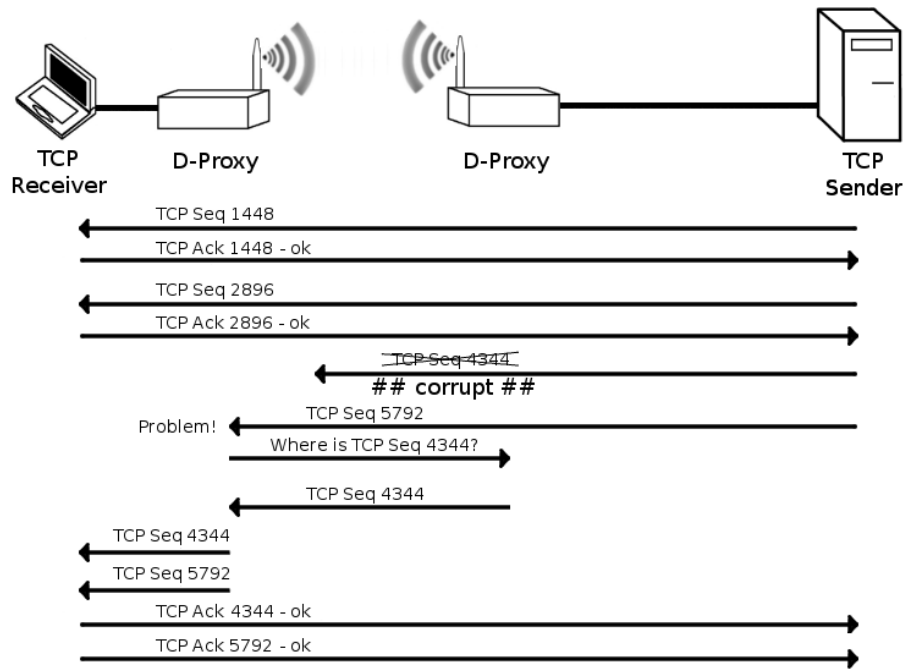 TCP
Receiver
D-Proxy
D-Proxy
TCP
Sender
TCP Seq 1448
TCP Ack 1448 - ok
TCP Seq 2896
TCP Ack 2896 - ok
TCP Seq 4344
## corrupt ##
TCP Seq 5792
Problem!
Where is TCP Seq 4344?
TCP Seq 4344
TCP Seq 4344
TCP Seq 5792
TCP Ack 4344 - ok
TCP Ack 5792 - ok